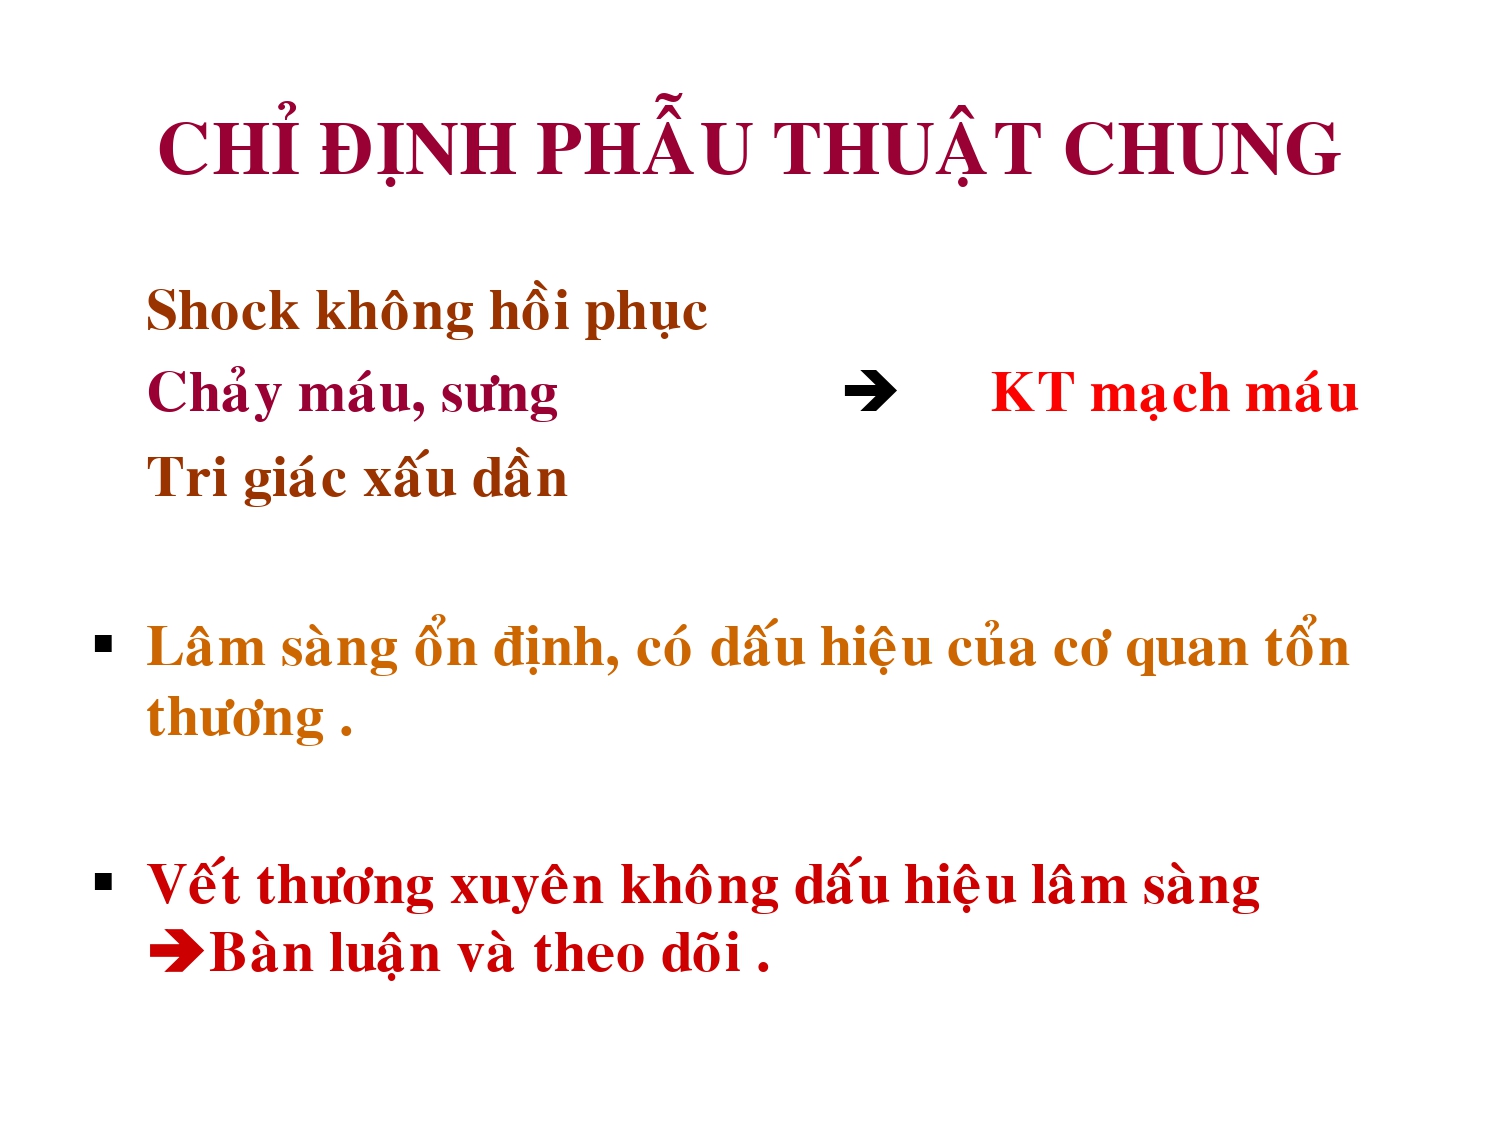 CHỈ ĐỊNH PHẪU THUẬT CHUNG
Shock không hồi phục
Chảy máu, sưng ➔ KT mạch máu
Tri giác xấu dần
▪ Lâm sàng ổn định, có dấu hiệu của cơ quan tổn
thương .
▪ Vết thương xuyên không dấu hiệu lâm sàng
➔Bàn luận và theo dõi .